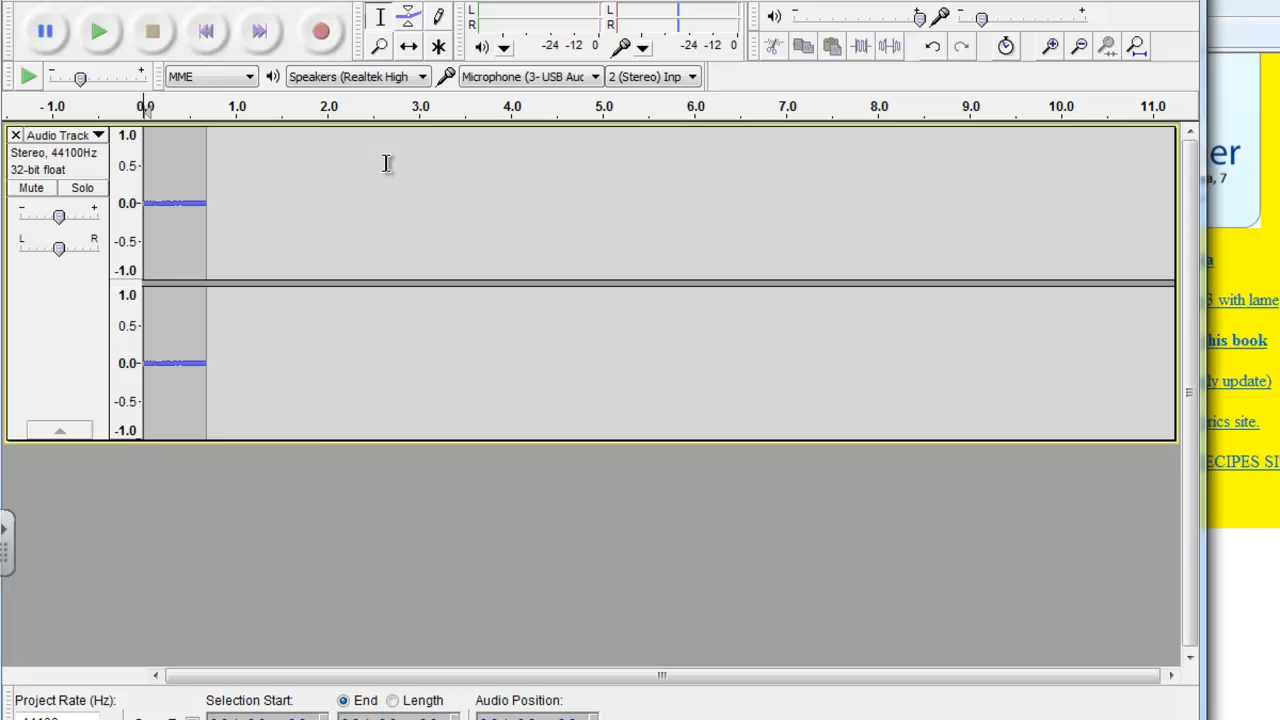 L
R
-24 -12 0
L
R
-24 -12 0
MME
Speakers (Realtek High
Microphone (3- USB Auc
2 (Stereo) Inp
- 1.0 0.0 1.0 2.0 3.0 4.0 5.0 6.0 7.0 8.0 9.0 10.0 11.0
Audio Track
Stereo, 44100Hz
32-bit float
Mute Solo
- +
L R
1.0
0.5-
0.0-
-0.5-
-1.0
1.0
0.5-
0.0-
-0.5-
-1.0
er
a, 7
a
3 with lame
his book
ly update)
rics site.
ECIPES SI
Project Rate (Hz):
Selection Start:
End
Length
Audio Position: